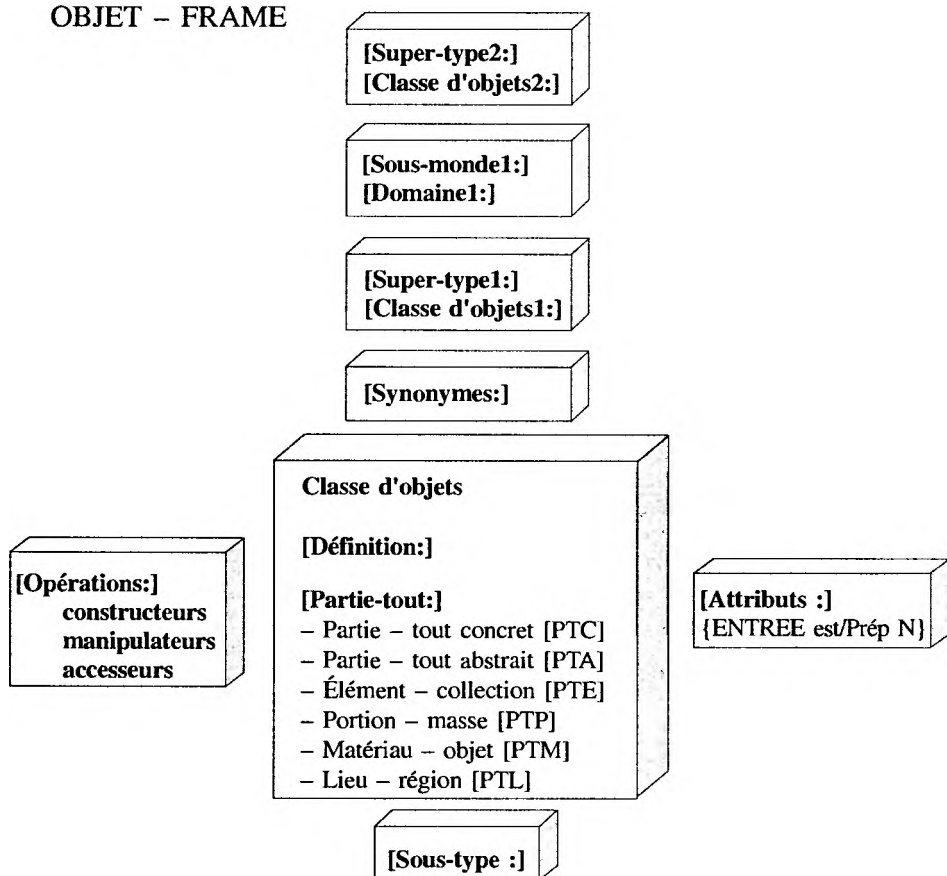 OBJET – FRAME
[Super-type2:]
[Classe d'objets2:]
[Sous-monde1:]
[Domaine1:]
[Super-type1:]
[Classe d'objets1:]
[Synonymes:]
Classe d'objets
[Définition:]
[Partie-tout:]
– Partie – tout concret [PTC]
– Partie – tout abstrait [PTA]
– Élément – collection [PTE]
– Portion – masse [PTP]
– Matériau – objet [PTM]
– Lieu – région [PTL]
[Opérations:]
constructeurs
manipulateurs
accesseurs
[Attributs :]
{ENTREE est/Prép N}
[Sous-type :]